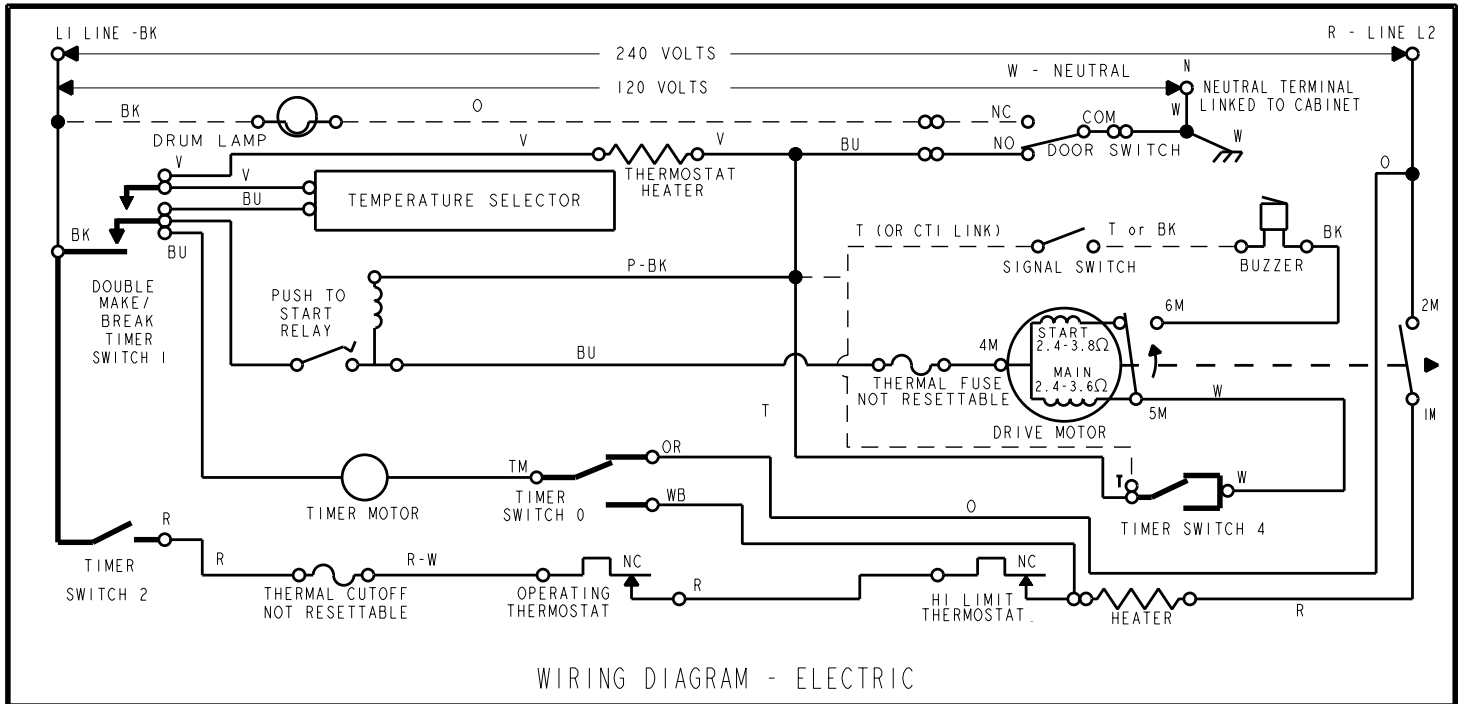 L1 LINE -BK
R - LINE L2
240 VOLTS
W - NEUTRAL
N
120 VOLTS
NEUTRAL TERMINAL
LINKED TO CABINET
BK
O
NC
COM
W
W
DRUM LAMP
V
V
V
BU
NO
DOOR SWITCH
O
V
THERMOSTAT
HEATER
TEMPERATURE SELECTOR
BU
BK
BU
T (OR CTI LINK)
T or BK
BK
SIGNAL SWITCH
BUZZER
P-BK
DOUBLE
MAKE/
BREAK
TIMER
SWITCH 1
PUSH TO
START
RELAY
6M
2M
START
2.4-3.8Ω
4M
BU
MAIN
2.4-3.6Ω
THERMAL FUSE
NOT RESETTABLE
W
5M
1M
T
DRIVE MOTOR
OR
TM
T
W
WB
TIMER
SWITCH 0
TIMER MOTOR
O
TIMER SWITCH 4
R
TIMER
SWITCH 2
R
R-W
NC
NC
THERMAL CUTOFF
NOT RESETTABLE
OPERATING
THERMOSTAT
R
HI LIMIT
THERMOSTAT.
HEATER
R
WIRING DIAGRAM - ELECTRIC